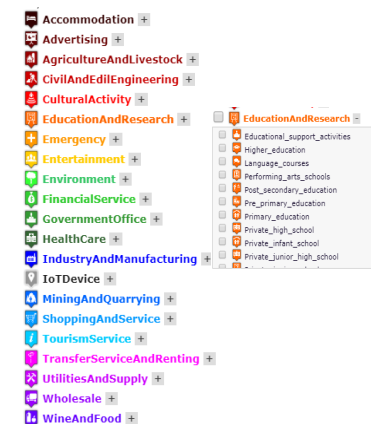 Accommodation +
Advertising +
AgricultureAndLivestock +
CivilAndEdilEngineering +
CulturalActivity +
EducationAndResearch +
Emergency +
Entertainment +
Environment +
FinancialService +
GovernmentOffice +
HealthCare +
IndustryAndManufacturing +
IoTDevice +
MiningAndQuarrying +
ShoppingAndService +
TourismService +
TransferServiceAndRenting +
UtilitiesAndSupply +
Wholesale +
WineAndFood +
EducationAndResearch -
Educational_support_activities
Higher_education
Language_courses
Performing_arts_schools
Post_secondary_education
Pre_primary_education
Primary_education
Private_high_school
Private_infant_school
Private_junior_high_school